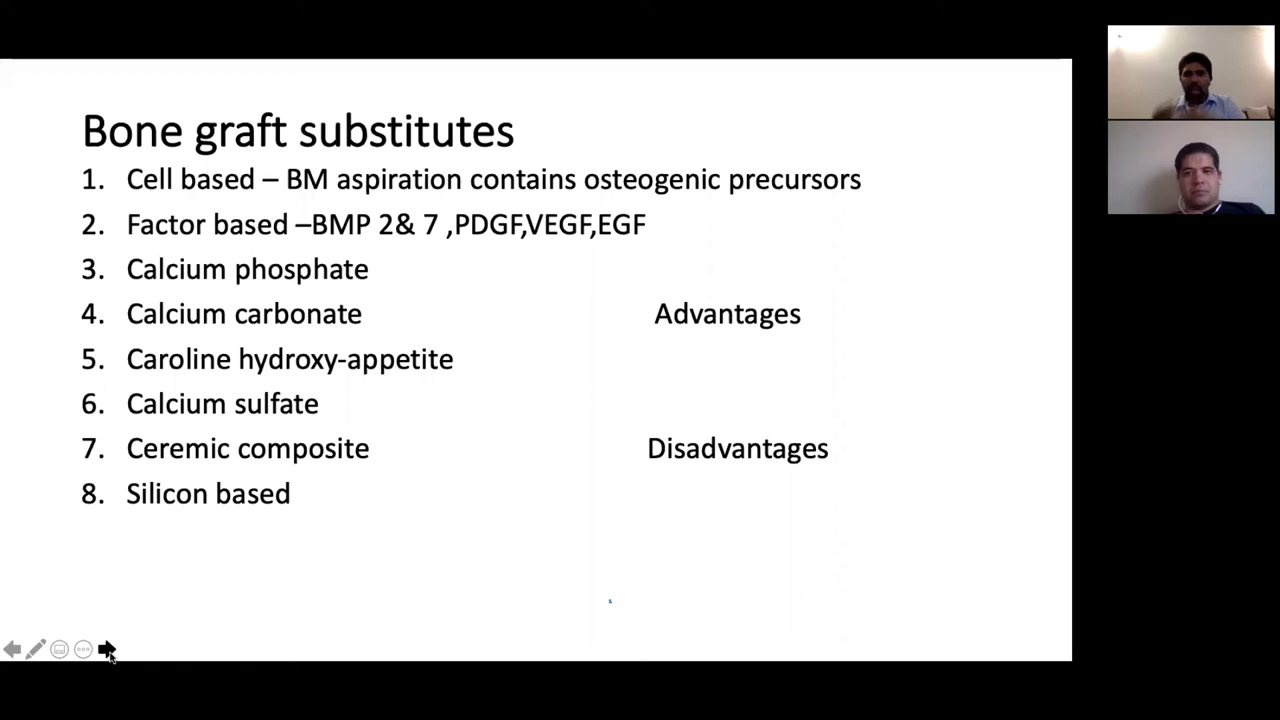 Bone graft substitutes
1. Cell based – BM aspiration contains osteogenic precursors
2. Factor based –BMP 2& 7 ,PDGF,VEGF,EGF
3. Calcium phosphate
4. Calcium carbonate
5. Caroline hydroxy-appetite
6. Calcium sulfate
7. Ceremic composite
8. Silicon based
Advantages
Disadvantages